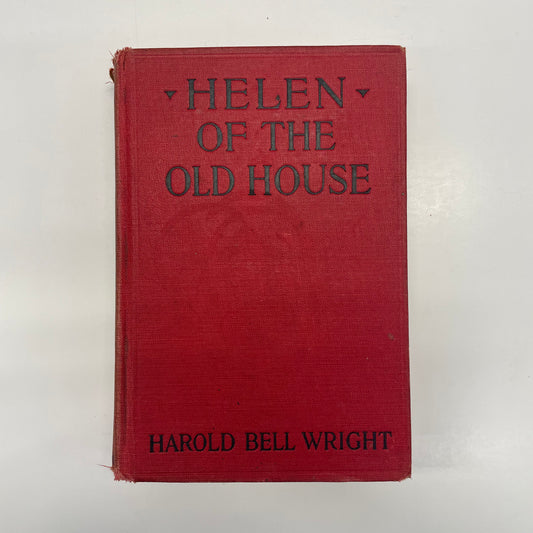 HELEN
OF THE
OLD HOUSE
HAROLD BELL WRIGHT